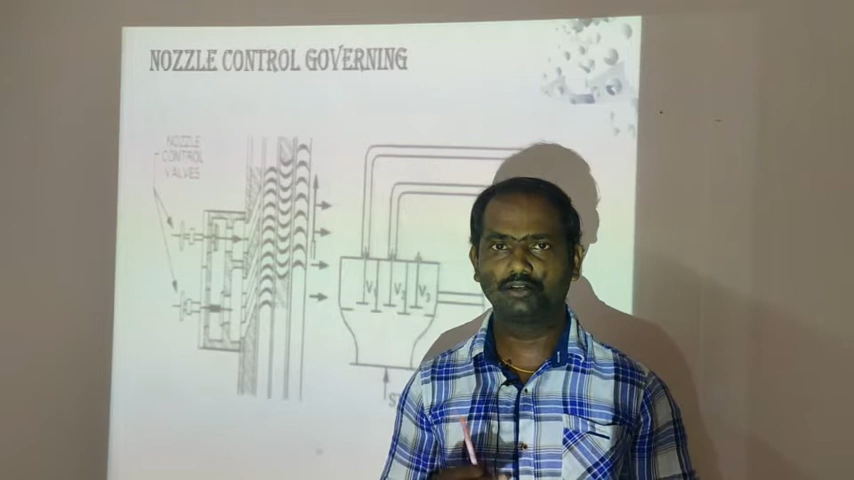 NOZZLE CONTROL GOVERNING
NOZZLE
CONTROL
VALVES
V₁ V₂ V₃